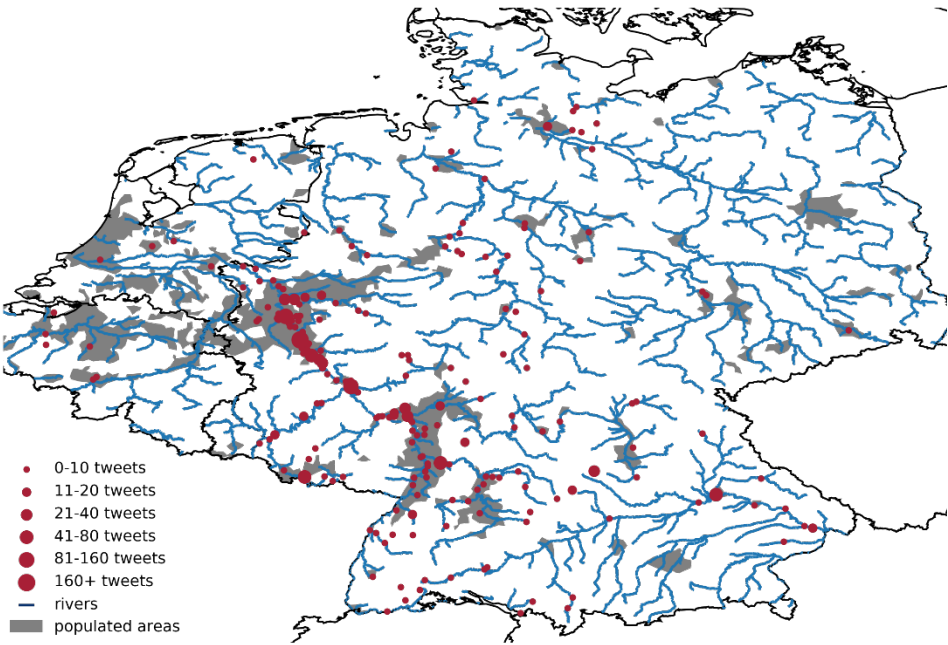 0-10 tweets
11-20 tweets
21-40 tweets
41-80 tweets
81-160 tweets
160+ tweets
rivers
populated areas